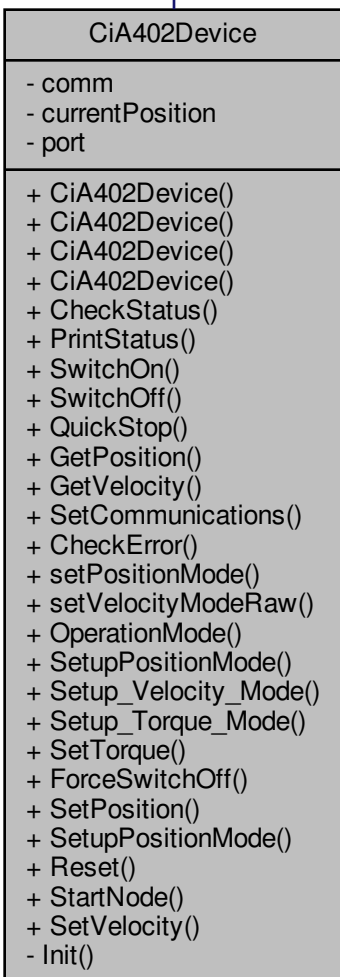 CiA402Device
- comm
- currentPosition
- port
+ CiA402Device()
+ CiA402Device()
+ CiA402Device()
+ CiA402Device()
+ CheckStatus()
+ PrintStatus()
+ SwitchOn()
+ SwitchOff()
+ QuickStop()
+ GetPosition()
+ GetVelocity()
+ SetCommunications()
+ CheckError()
+ setPositionMode()
+ setVelocityModeRaw()
+ OperationMode()
+ SetupPositionMode()
+ Setup_Velocity_Mode()
+ Setup_Torque_Mode()
+ SetTorque()
+ ForceSwitchOff()
+ SetPosition()
+ SetupPositionMode()
+ Reset()
+ StartNode()
+ SetVelocity()
- Init()